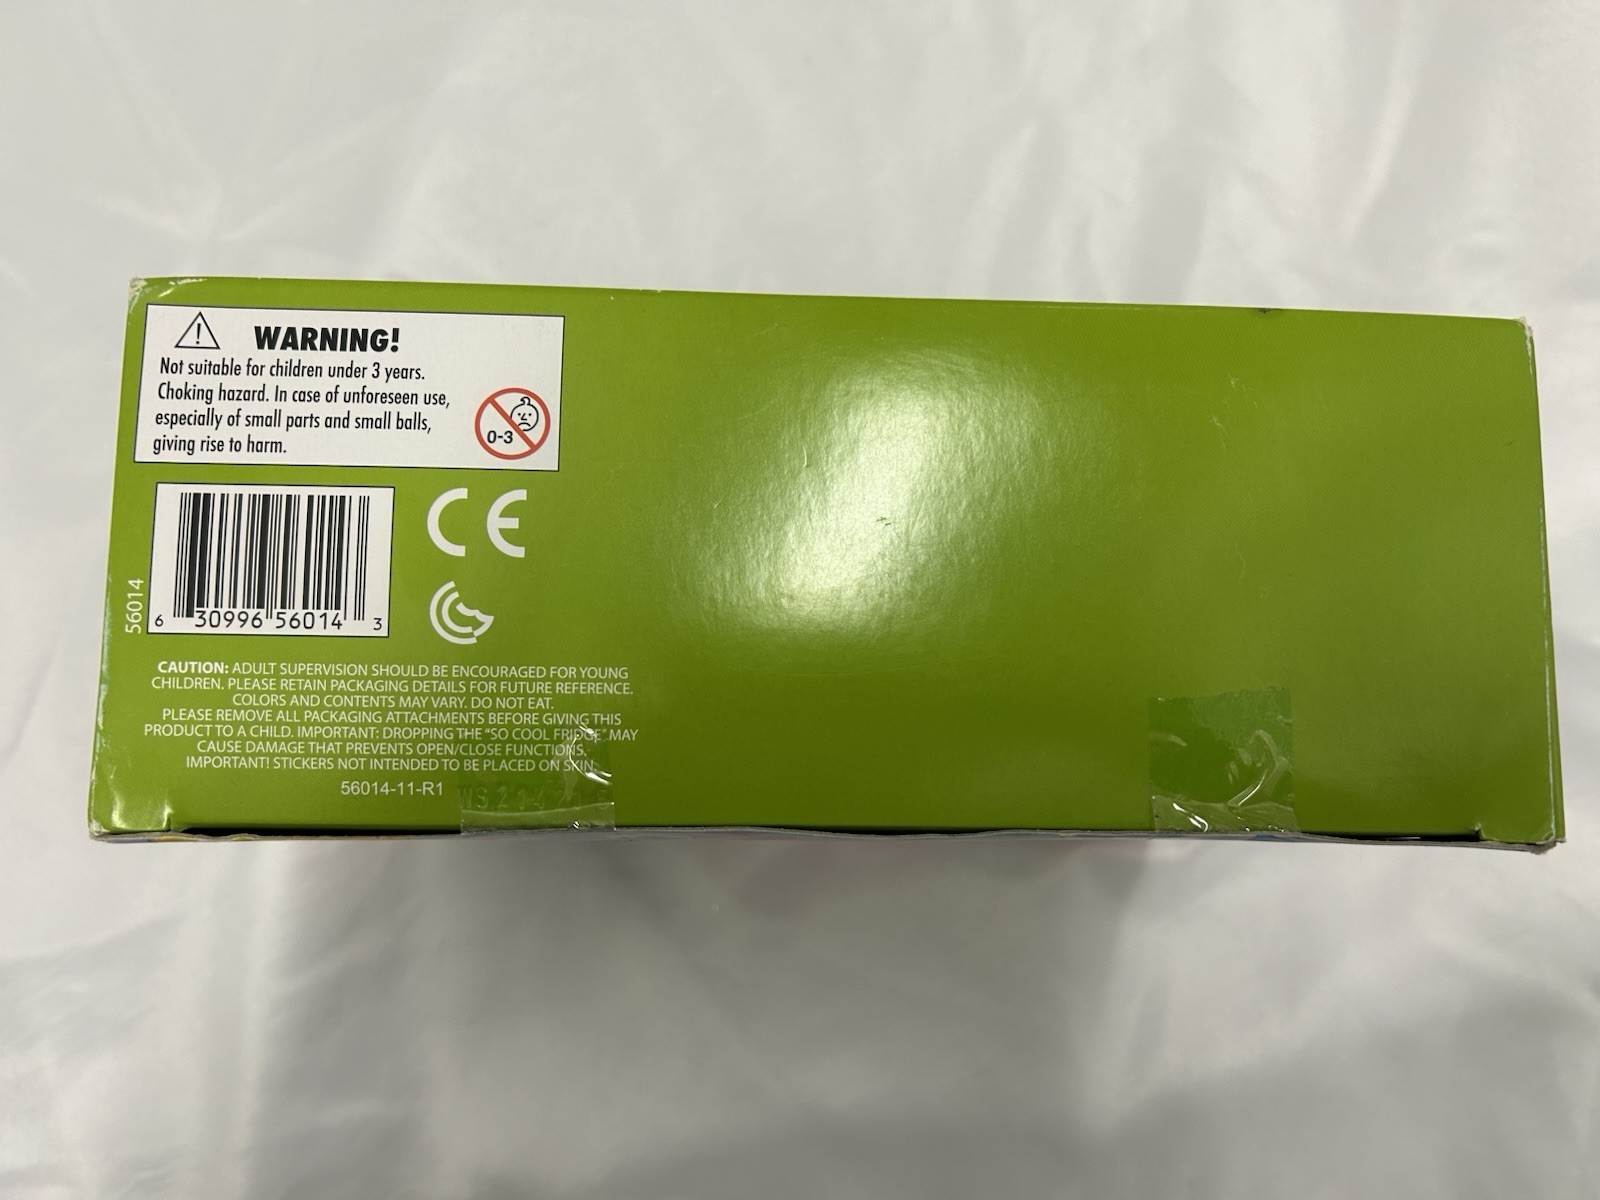 WARNING!
Not suitable for children under 3 years.
Choking hazard. In case of unforeseen use,
especially of small parts and small balls,
giving rise to harm.
0-3
CE
56014
6 30996 56014 3
CAUTION: ADULT SUPERVISION SHOULD BE ENCOURAGED FOR YOUNG
CHILDREN. PLEASE RETAIN PACKAGING DETAILS FOR FUTURE REFERENCE.
COLORS AND CONTENTS MAY VARY. DO NOT EAT.
PLEASE REMOVE ALL PACKAGING ATTACHMENTS BEFORE GIVING THIS
PRODUCT TO A CHILD. IMPORTANT: DROPPING THE "SO COOL FRIDGE" MAY
CAUSE DAMAGE THAT PREVENTS OPEN/CLOSE FUNCTIONS.
IMPORTANT! STICKERS NOT INTENDED TO BE PLACED ON SKIN.
56014-11-R1